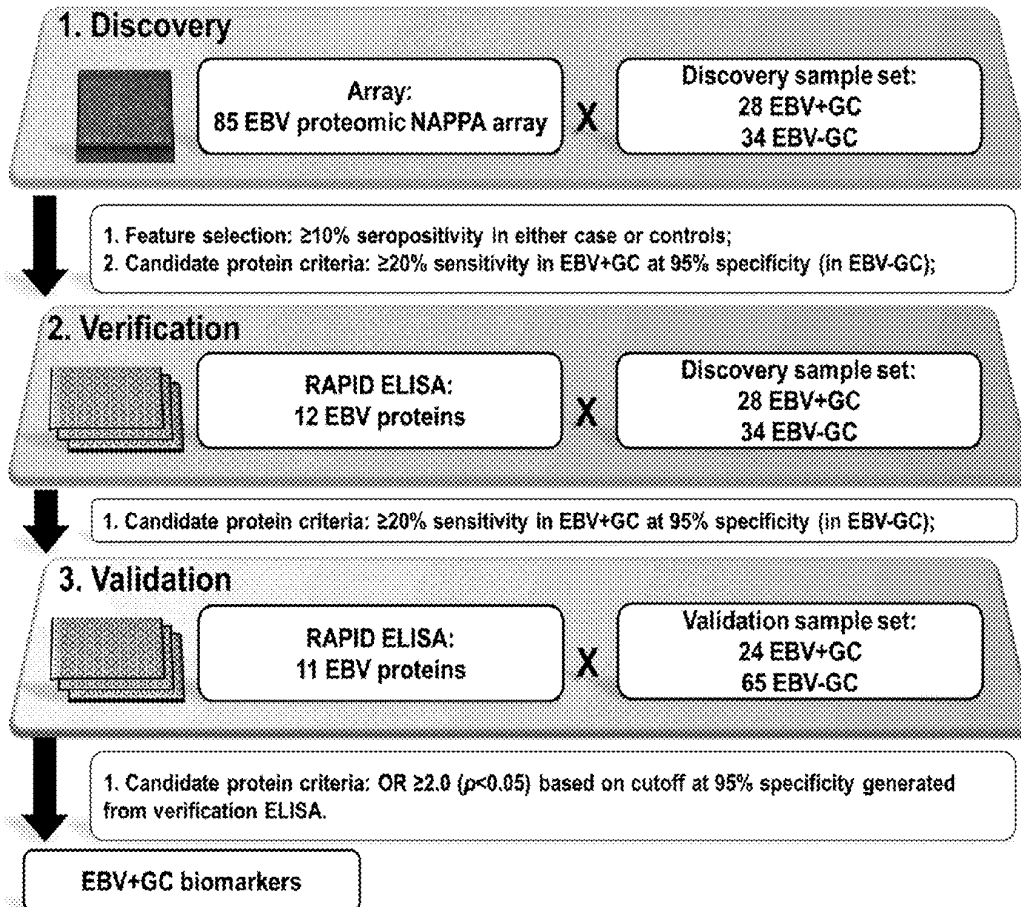 1. Discovery
Array:
85 EBV proteomic NAPPA array
X
Discovery sample set:
28 EBV+GC
34 EBV-GC
1. Feature selection: ≥10% seropositivity in either case or controls;
2. Candidate protein criteria: ≥20% sensitivity in EBV+GC at 95% specificity (in EBV-GC);
2. Verification
RAPID ELISA:
12 EBV proteins
X
Discovery sample set:
28 EBV+GC
34 EBV-GC
1. Candidate protein criteria: ≥20% sensitivity in EBV+GC at 95% specificity (in EBV-GC);
3. Validation
RAPID ELISA:
11 EBV proteins
X
Validation sample set:
24 EBV+GC
65 EBV-GC
1. Candidate protein criteria: OR ≥2.0 (p<0.05) based on cutoff at 95% specificity generated
from verification ELISA.
EBV+GC biomarkers